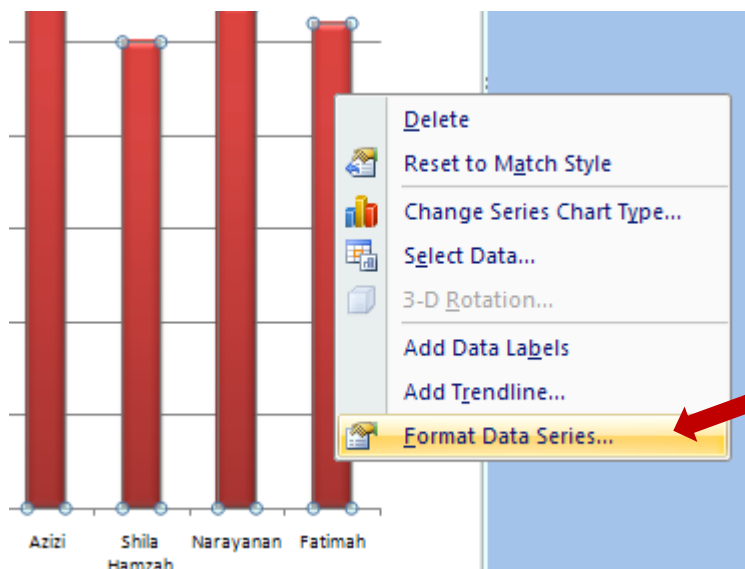 Delete
Reset to Match Style
Change Series Chart Type...
Select Data...
3-D Rotation...
Add Data Labels
Add Trendline...
Format Data Series...
Azizi
Shila
Hamzah
Narayanan
Fatimah